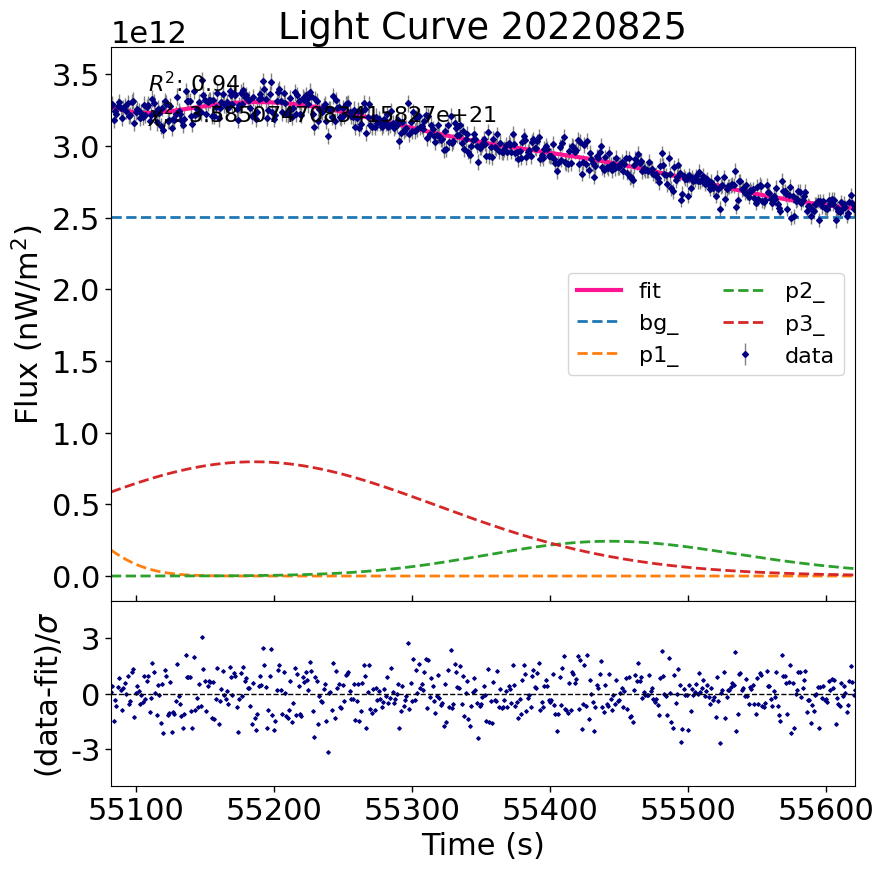 Light Curve 20220825
1e12
R²: 0.94
3.5
3.0
2.5
2.0
1.5
1.0
0.5
0.0
Flux (nW/m²)
fit
bg_
p1_
p2_
p3_
data
3
0
-3
(data-fit)/σ
55100 55200 55300 55400 55500 55600
Time (s)